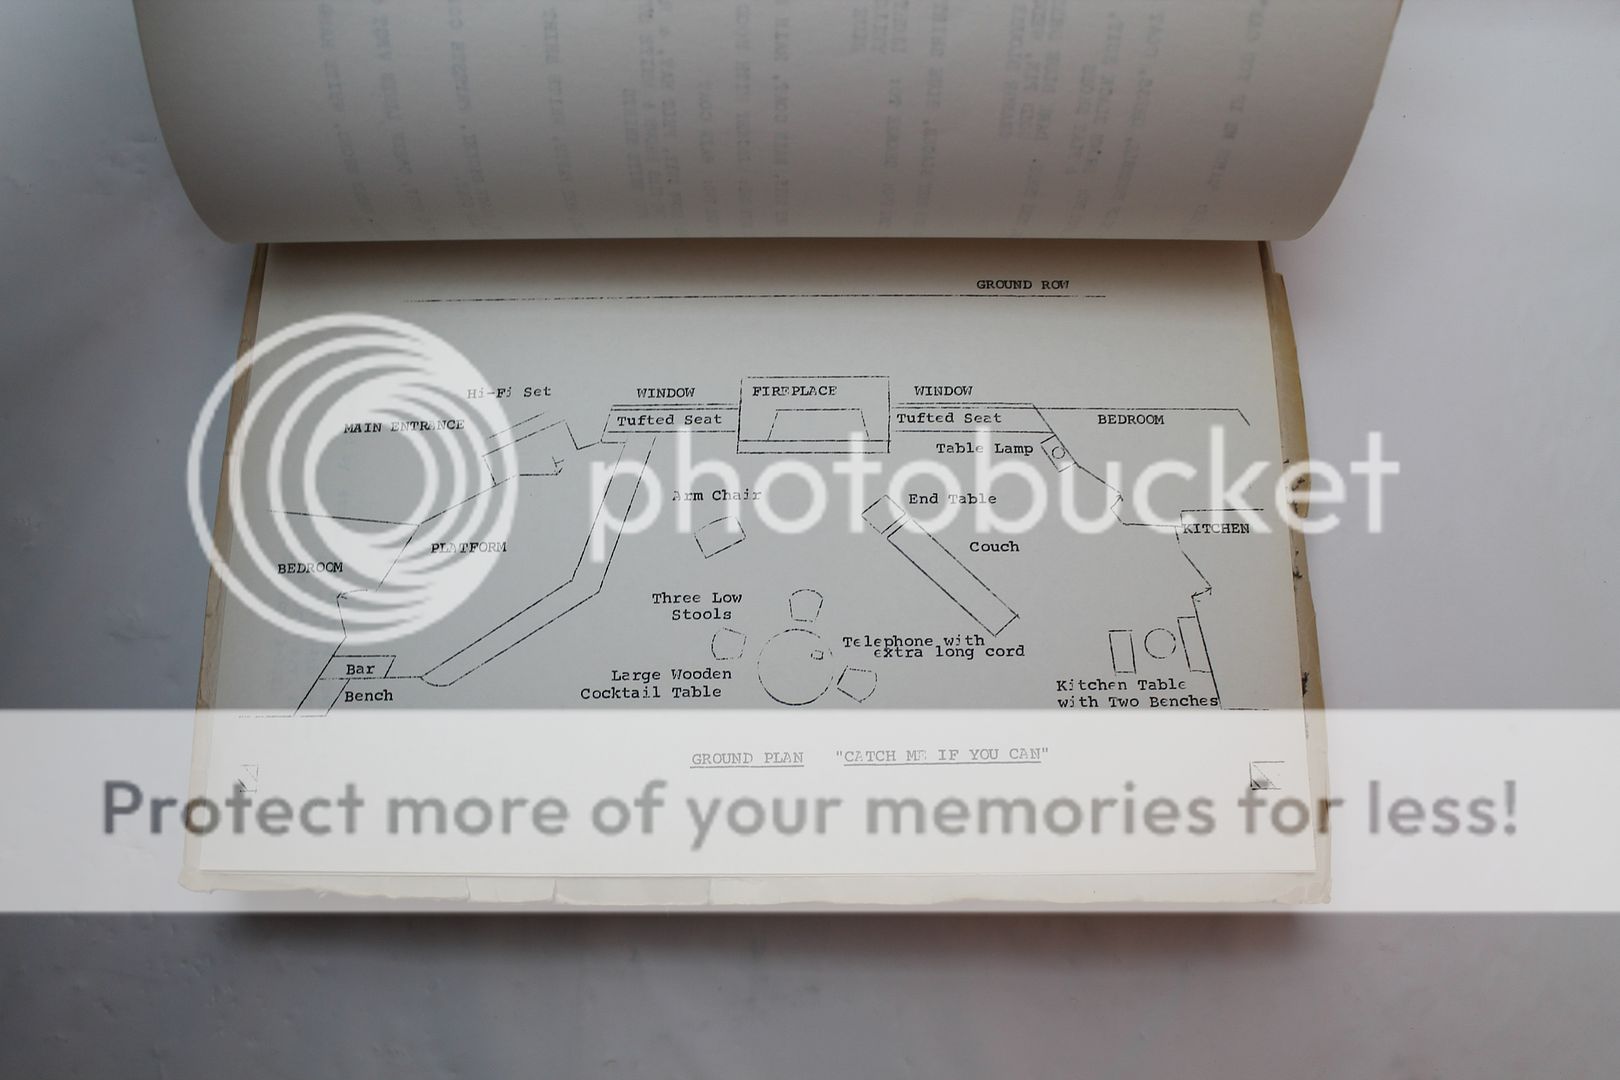 GROUND ROW
Hi-Fi Set
WINDOW
FIREPLACE
WINDOW
MAIN ENTRANCE
Tufted Seat
Tufted Seat
BEDROOM
Table Lamp
Arm Chair
End Table
KITCHEN
PLATFORM
Couch
BEDROOM
Three Low
Stools
Telephone with
extra long cord
Bar
Large Wooden
Cocktail Table
Bench
Kitchen Table
with Two Benches
GROUND PLAN "CATCH ME IF YOU CAN"
photobucket
Protect more of your memories for less!